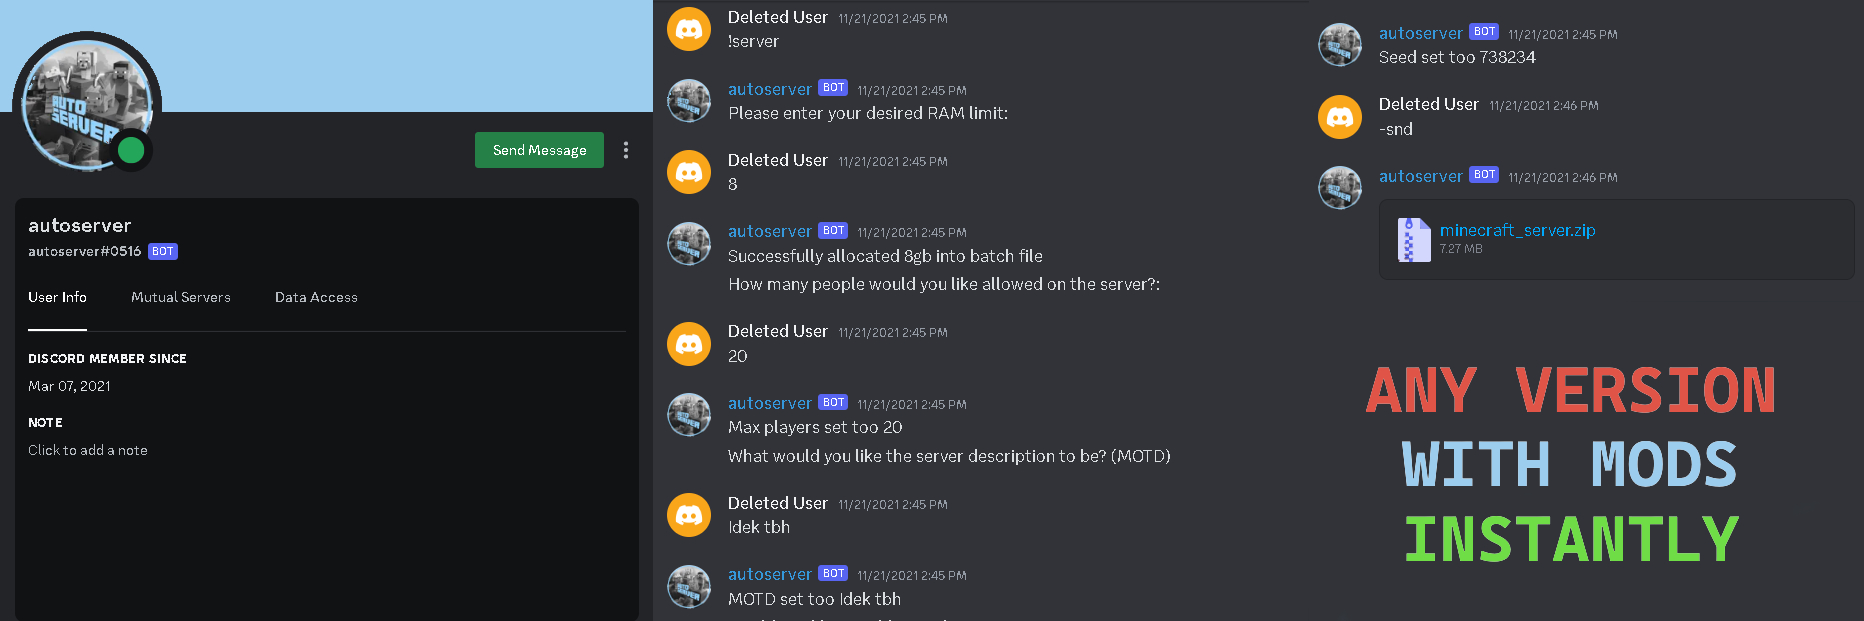 AUTO
SERVER
Send Message
autoserver
autoserver#0516 BOT
User Info Mutual Servers Data Access
DISCORD MEMBER SINCE
Mar 07, 2021
NOTE
Click to add a note
Deleted User 11/21/2021 2:45 PM
!server
autoserver BOT 11/21/2021 2:45 PM
Please enter your desired RAM limit:
Deleted User 11/21/2021 2:45 PM
8
autoserver BOT 11/21/2021 2:45 PM
Successfully allocated 8gb into batch file
How many people would you like allowed on the server?:
Deleted User 11/21/2021 2:45 PM
20
autoserver BOT 11/21/2021 2:45 PM
Max players set too 20
What would you like the server description to be? (MOTD)
Deleted User 11/21/2021 2:45 PM
Idek tbh
autoserver BOT 11/21/2021 2:45 PM
MOTD set too Idek tbh
autoserver BOT 11/21/2021 2:45 PM
Seed set too 738234
Deleted User 11/21/2021 2:46 PM
-snd
autoserver BOT 11/21/2021 2:46 PM
minecraft_server.zip
7.27 MB
ANY VERSION
WITH MODS
INSTANTLY